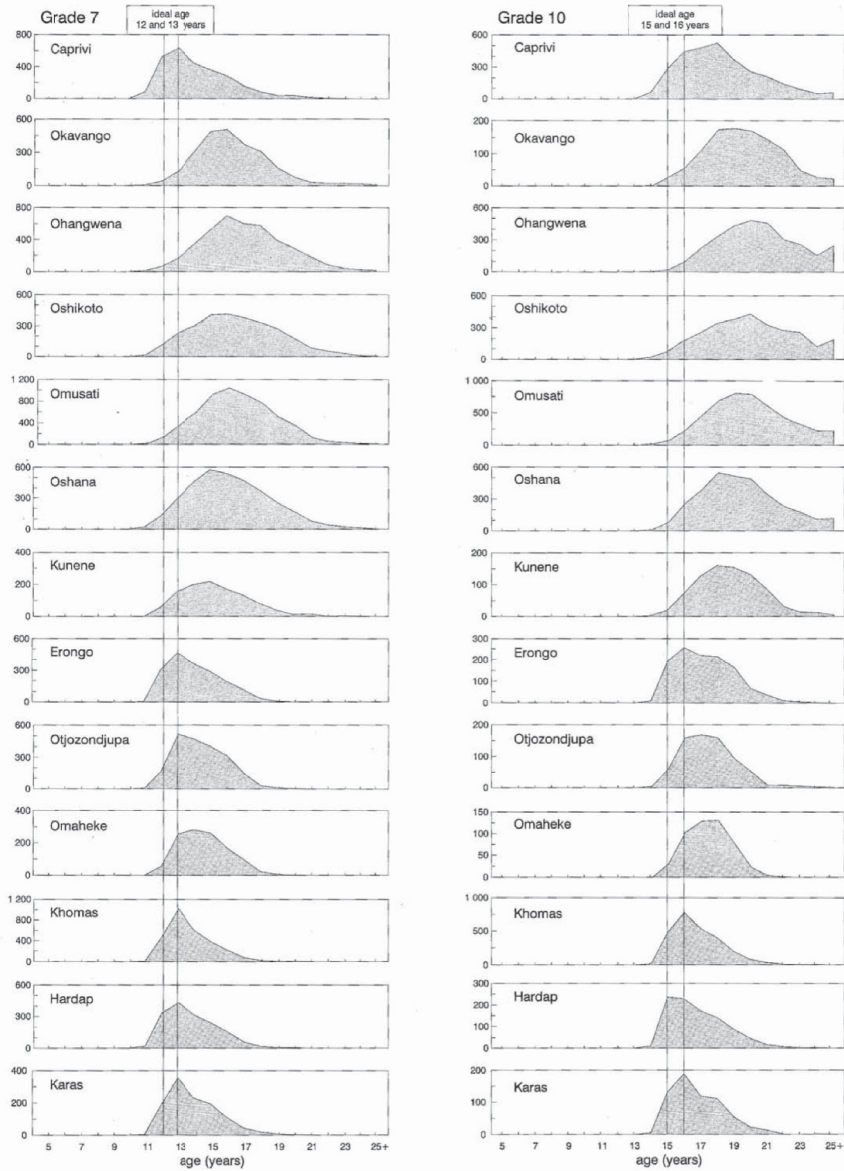 Grade 7
ideal age
12 and 13 years
800
400
0
Caprivi
600
300
0
Okavango
800
400
0
Ohangwena
600
300
0
Oshikoto
1 200
800
400
0
Omusati
600
300
0
Oshana
400
200
0
Kunene
600
300
0
Erongo
600
300
0
Otjozondjupa
400
200
0
Omaheke
1 200
800
400
0
Khomas
600
300
0
Hardap
400
200
0
Karas
5 7 9 11 13 15 17 19 21 23 25+
age (years)
Grade 10
ideal age
15 and 16 years
600
300
0
Caprivi
200
100
0
Okavango
600
300
0
Ohangwena
600
300
0
Oshikoto
1 000
500
0
Omusati
600
300
0
Oshana
200
100
0
Kunene
300
200
100
0
Erongo
200
100
0
Otjozondjupa
150
100
50
0
Omaheke
1 000
500
0
Khomas
300
200
100
0
Hardap
200
100
0
Karas
5 7 9 11 13 15 17 19 21 23 25+
age (years)